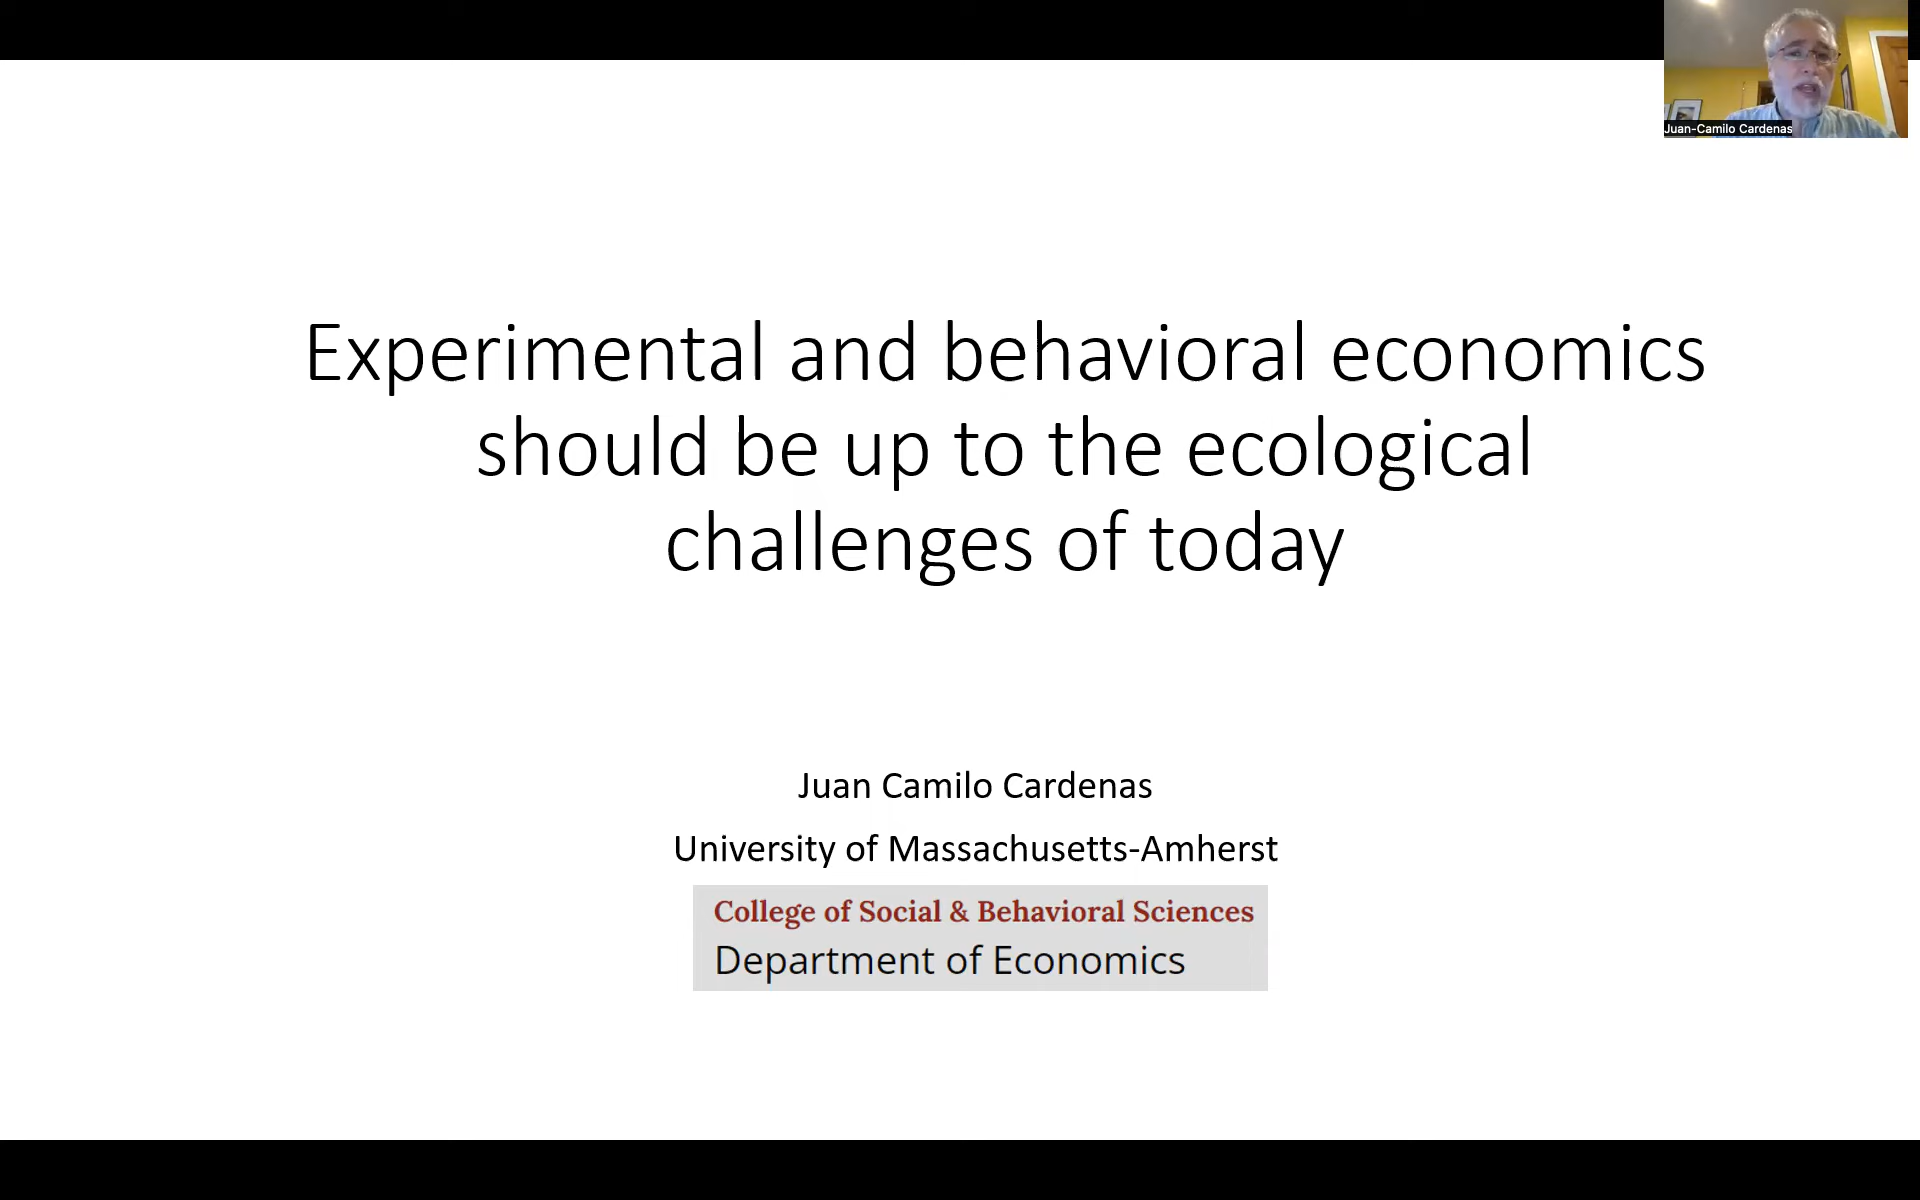 Juan-Camilo Cardenas
Experimental and behavioral economics
should be up to the ecological
challenges of today
Juan Camilo Cardenas
University of Massachusetts-Amherst
College of Social & Behavioral Sciences
Department of Economics